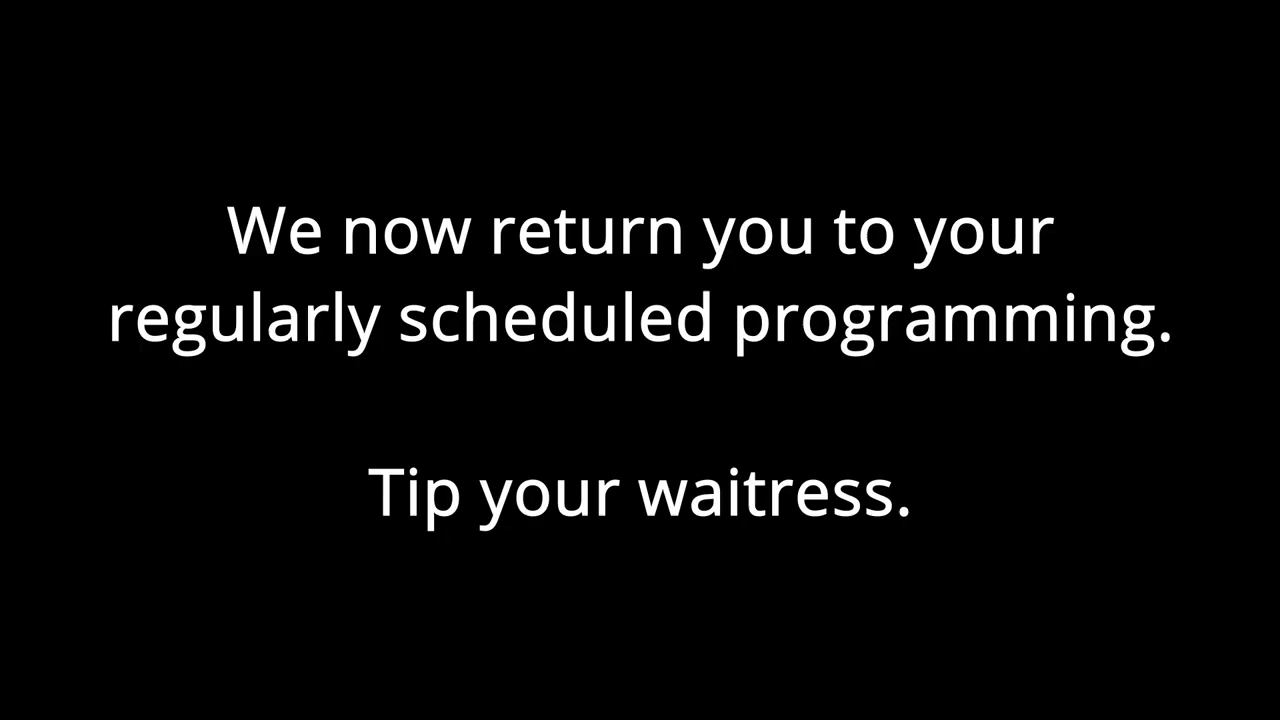 We now return you to your
regularly scheduled programming.
Tip your waitress.